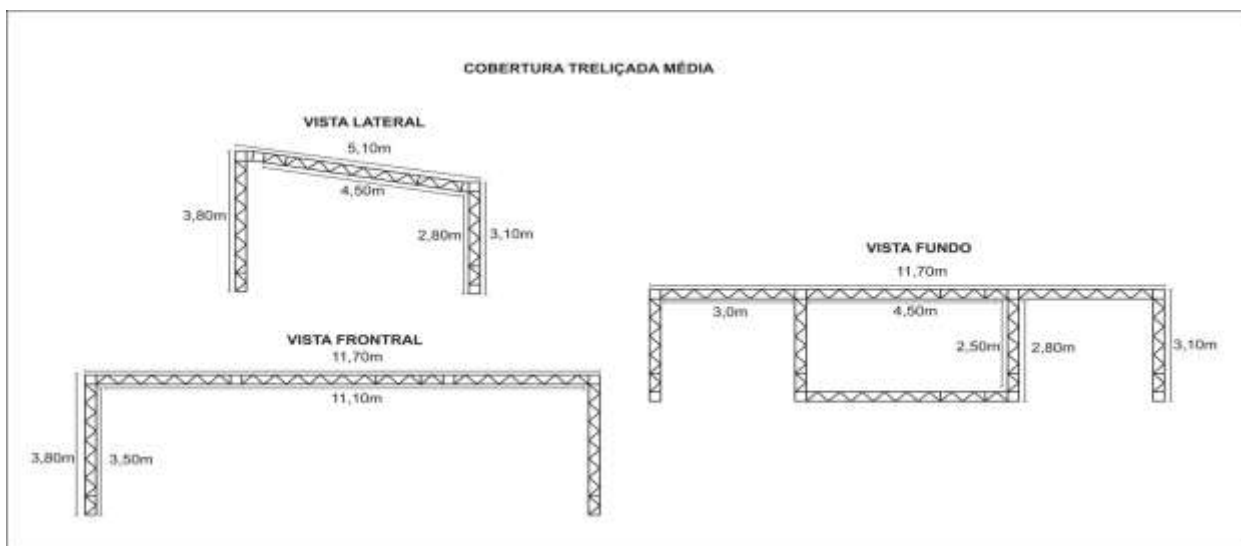 COBERTURA TRELIÇADA MÉDIA
VISTA LATERAL
5,10m
4,50m
3,80m
2,80m
3,10m
VISTA FUNDO
11,70m
3,0m
4,50m
2,50m
2,80m
3,10m
VISTA FRONTRAL
11,70m
11,10m
3,80m
3,50m